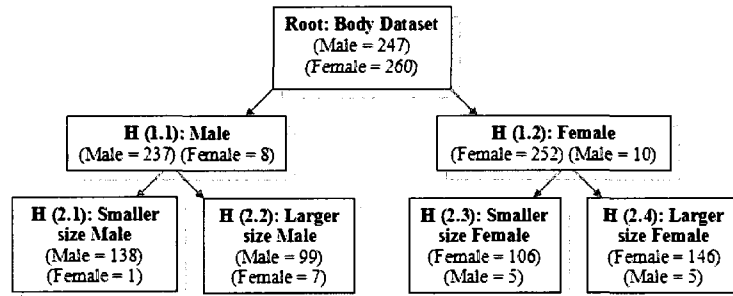 Root: Body Dataset
(Male = 247)
(Female = 260)
H (1.1): Male
(Male = 237) (Female = 8)
H (1.2): Female
(Female = 252) (Male = 10)
H (2.1): Smaller
size Male
(Male = 138)
(Female = 1)
H (2.2): Larger
size Male
(Male = 99)
(Female = 7)
H (2.3): Smaller
size Female
(Female = 106)
(Male = 5)
H (2.4): Larger
size Female
(Female = 146)
(Male = 5)